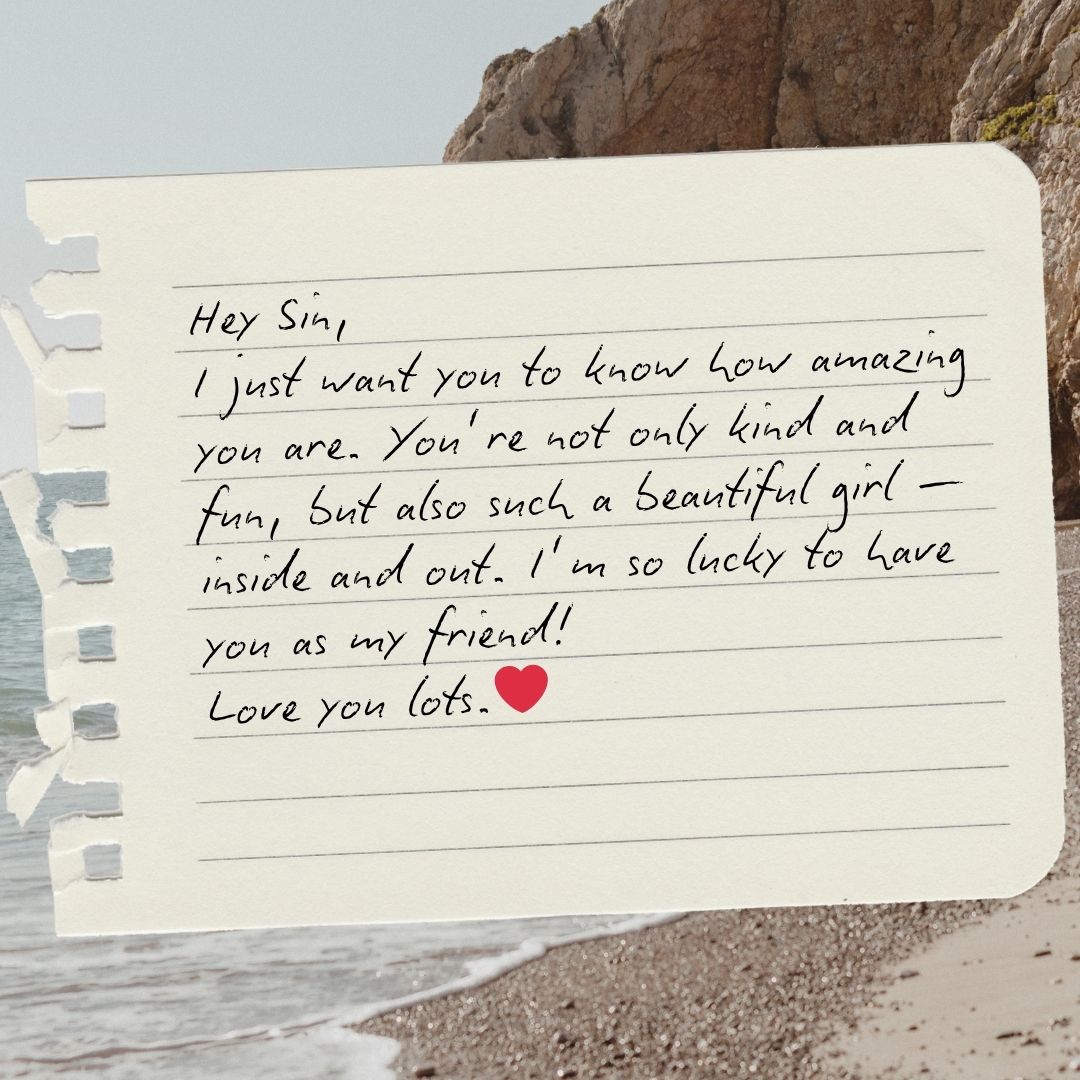 Hey Sin,
I just want you to know how amazing
you are. You're not only kind and
fun, but also such a beautiful girl —
inside and out. I'm so lucky to have
you as my friend!
Love you lots.❤️